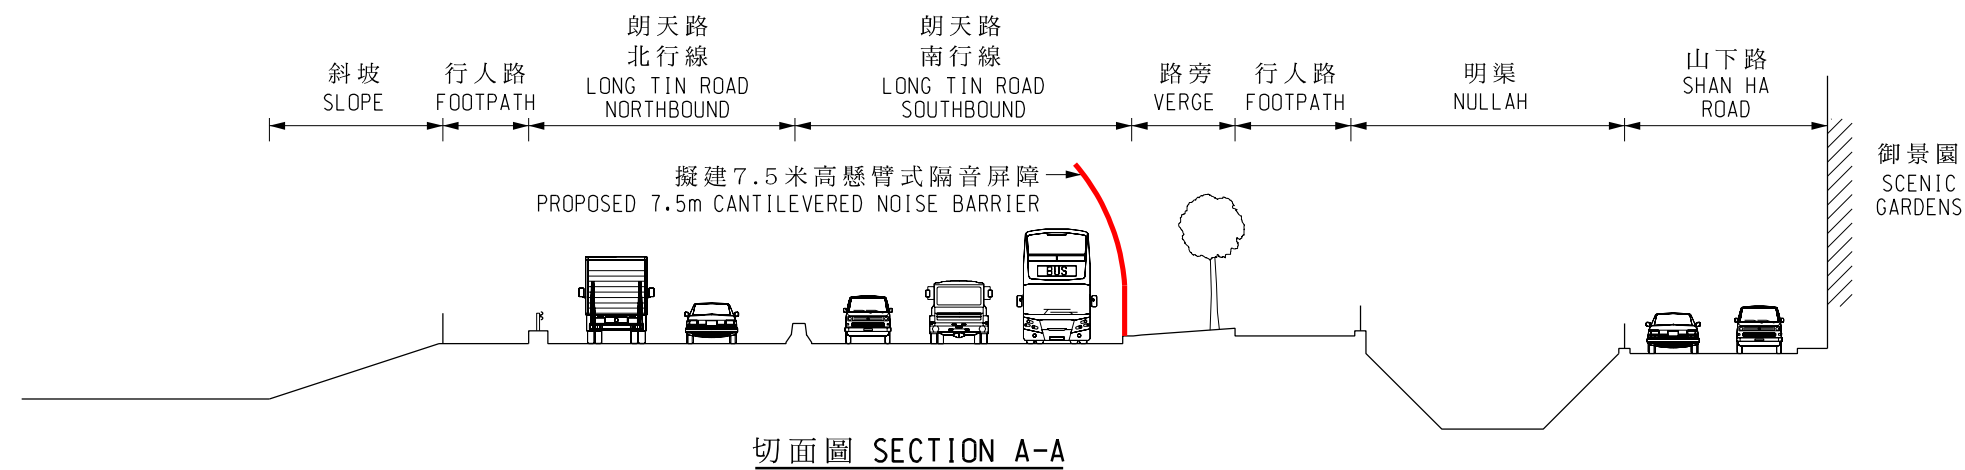 斜坡
SLOPE
行人路
FOOTPATH
朗天路
北行線
LONG TIN ROAD
NORTHBOUND
朗天路
南行線
LONG TIN ROAD
SOUTHBOUND
路旁
VERGE
行人路
FOOTPATH
明渠
NULLAH
山下路
SHAN HA
ROAD
擬建7.5米高懸臂式隔音屏障
PROPOSED 7.5m CANTILEVERED NOISE BARRIER
御景園
SCENIC
GARDENS
BUS
切面圖 SECTION A-A